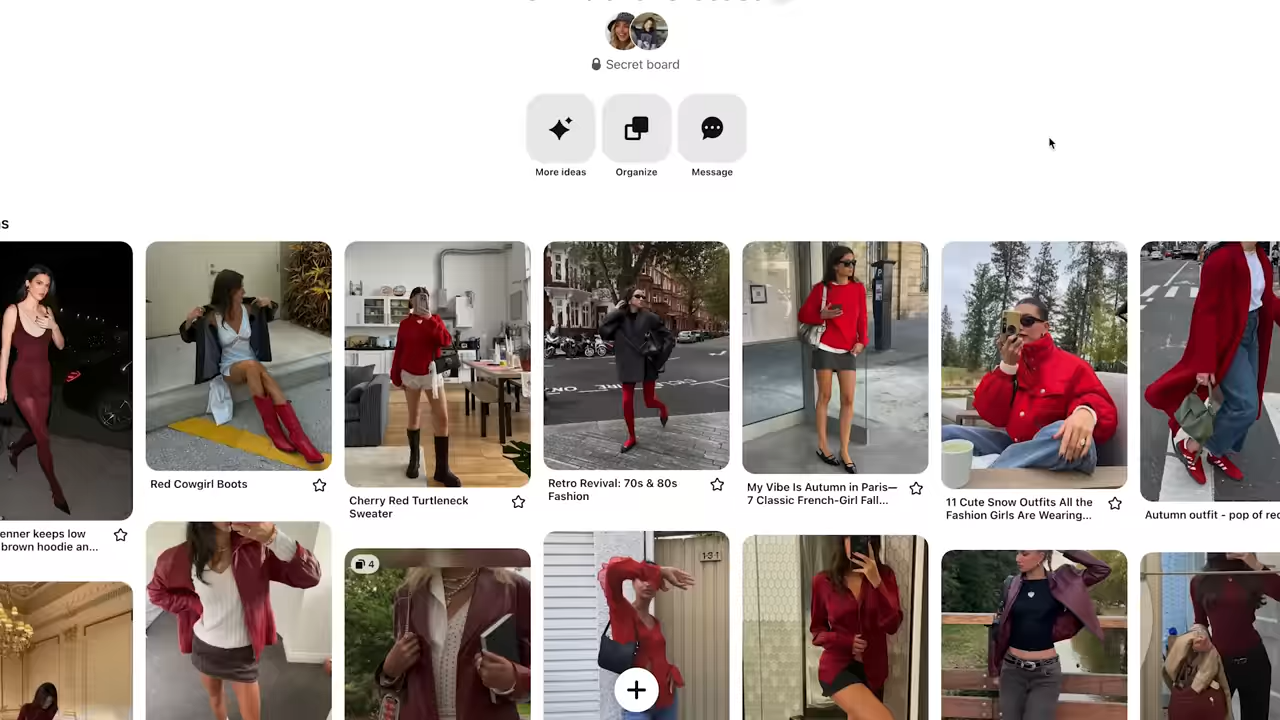 Secret board
More ideas
Organize
Message
Red Cowgirl Boots
Cherry Red Turtleneck
Sweater
Retro Revival: 70s & 80s
Fashion
My Vibe Is Autumn in Paris—
7 Classic French-Girl Fall...
11 Cute Snow Outfits All the
Fashion Girls Are Wearing...
Autumn outfit - pop of
enner keeps low
brown hoodie an...
4
131